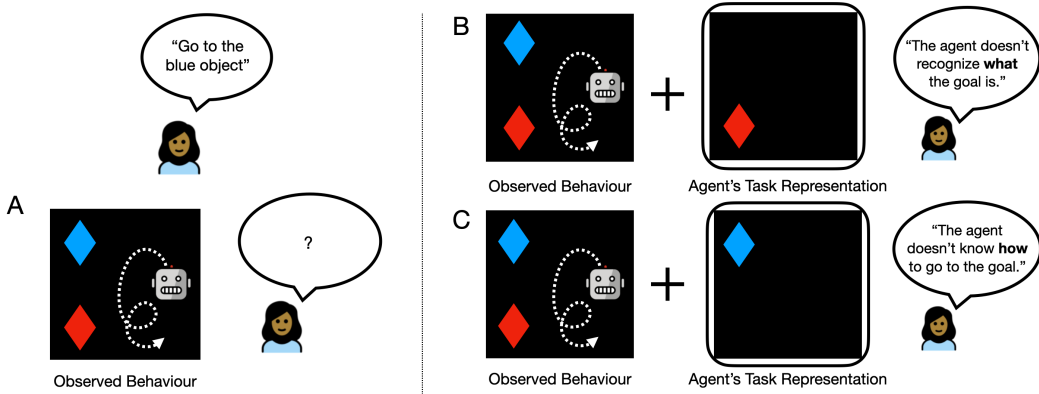 “Go to the
blue object”
A
?
Observed Behaviour
B
“The agent doesn’t
recognize what
the goal is.”
Observed Behaviour
Agent’s Task Representation
C
“The agent
doesn’t know how
to go to the goal.”
Observed Behaviour
Agent’s Task Representation